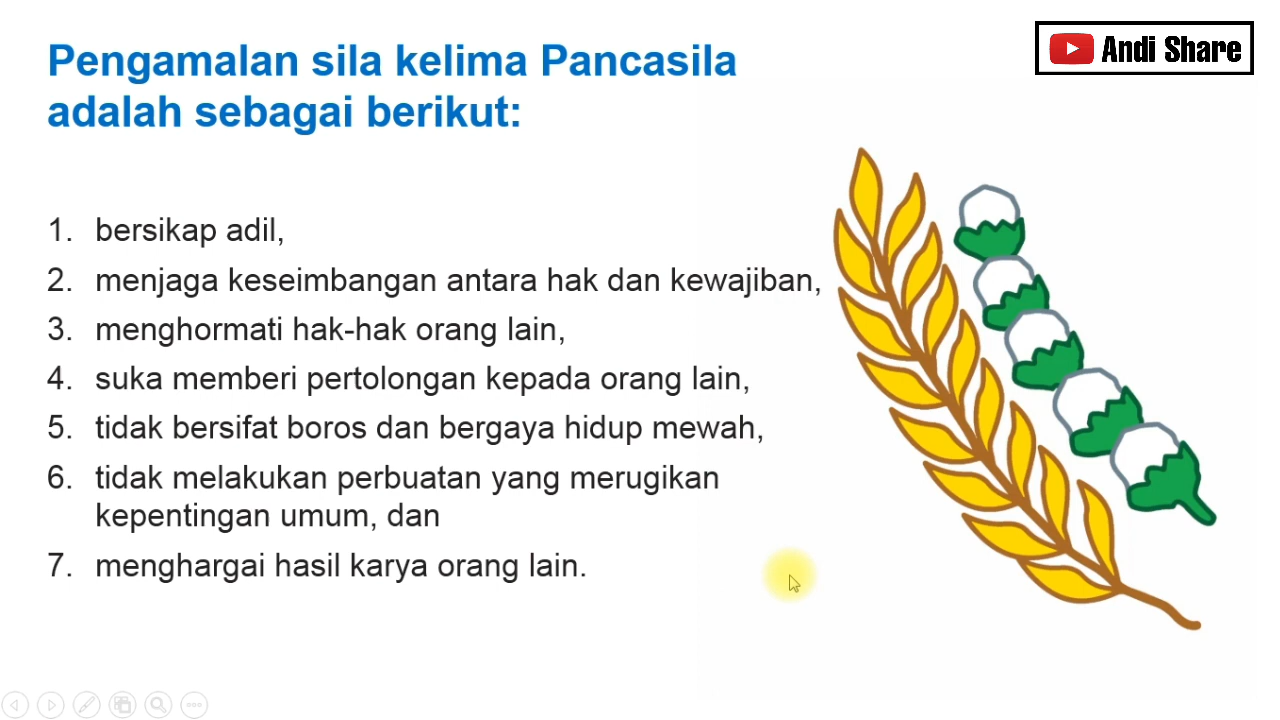 Andi Share
Pengamalan sila kelima Pancasila
adalah sebagai berikut:
1. bersikap adil,
2. menjaga keseimbangan antara hak dan kewajiban,
3. menghormati hak-hak orang lain,
4. suka memberi pertolongan kepada orang lain,
5. tidak bersifat boros dan bergaya hidup mewah,
6. tidak melakukan perbuatan yang merugikan
kepentingan umum, dan
7. menghargai hasil karya orang lain.